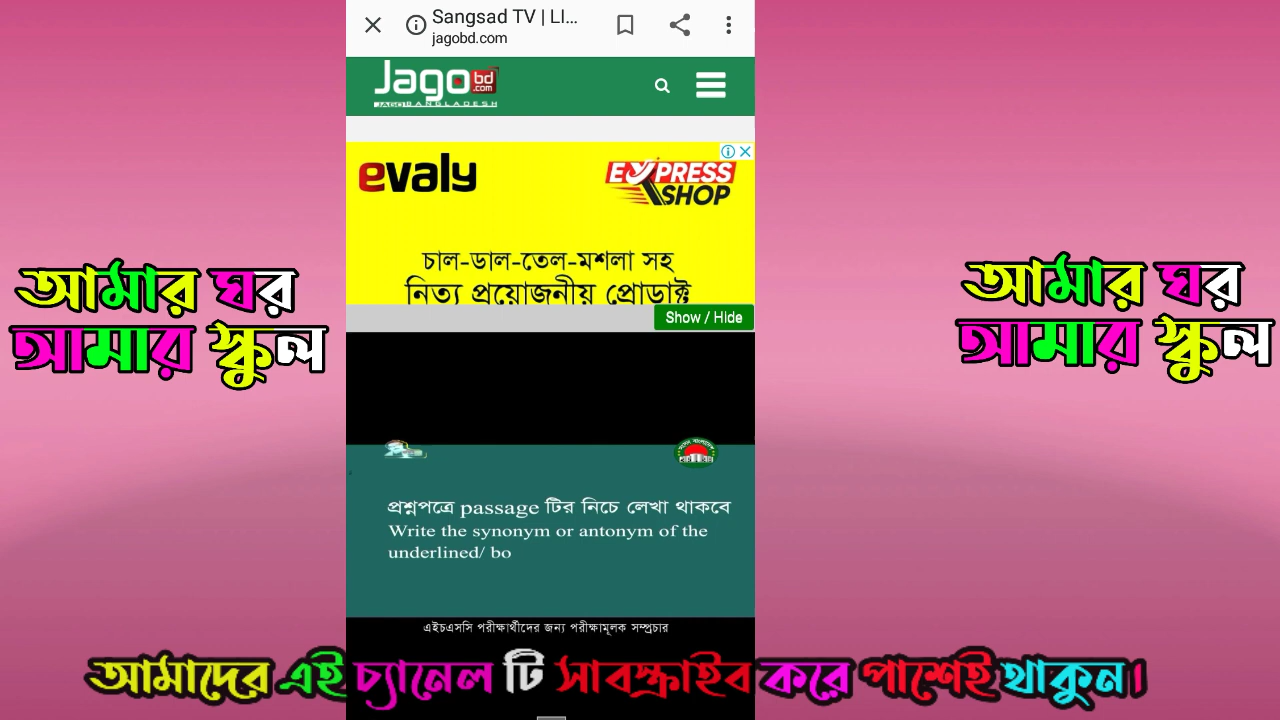 Sangsad TV | LI...
jagobd.com
Jago bd .com
JAGOBANGLADESH
evaly
EXPRESS SHOP
চাল-ডাল-তেল-মশলা সহ
নিত্য প্রয়োজনীয় প্রোডাক্ট
Show / Hide
আমার ঘর
আমার স্কুল
আমার ঘর
আমার স্কুল
প্রশ্নপত্রে passage টির নিচে লেখা থাকবে
Write the synonym or antonym of the
underlined/ bo
এইচএসসি পরীক্ষার্থীদের জন্য পরীক্ষামূলক সম্প্রচার
আমাদের এই চ্যানেল টি সাবস্ক্রাইব করে পাশেই থাকুন।